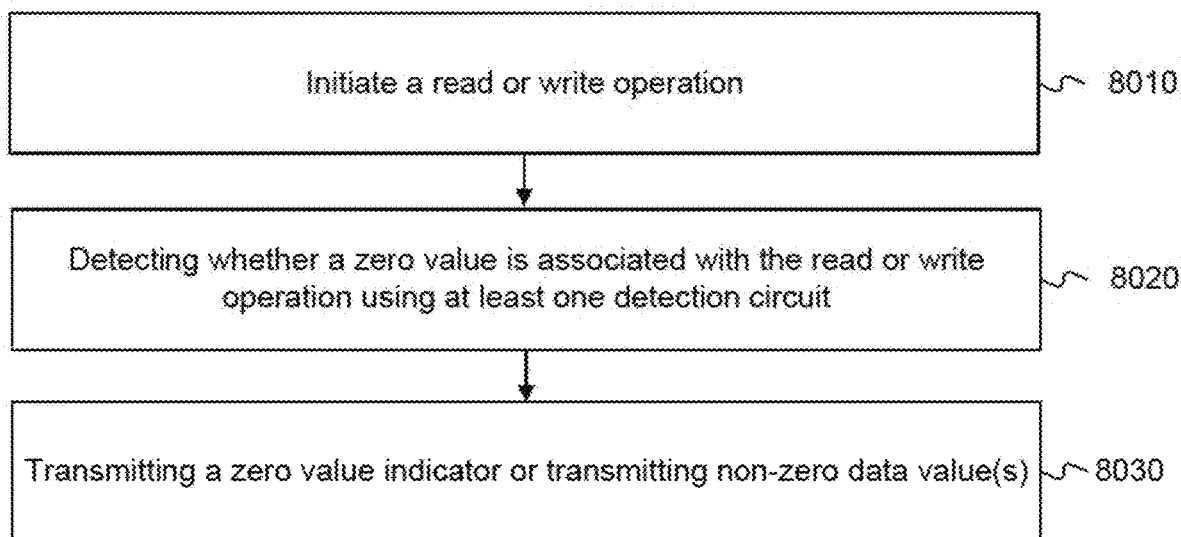 Initiate a read or write operation
8010
Detecting whether a zero value is associated with the read or write
operation using at least one detection circuit
8020
Transmitting a zero value indicator or transmitting non-zero data value(s)
8030